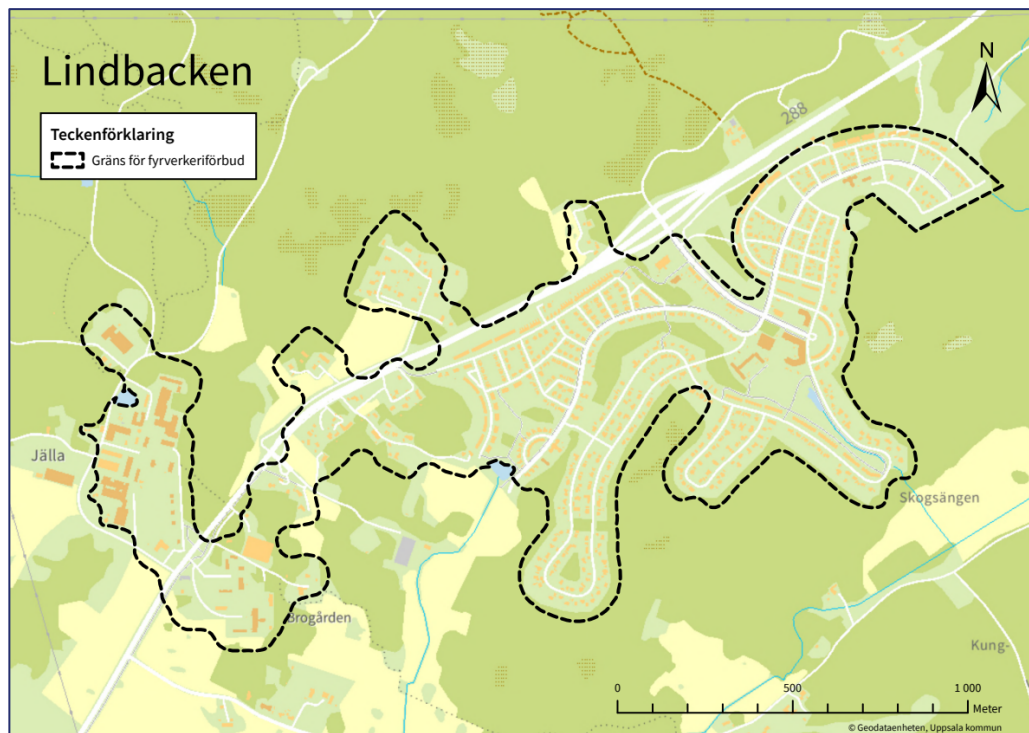 Lindbacken
Teckenförklaring
Gräns för fyrverkeriförbud
N
288
Jälla
Skogsängen
Brogården
Kung-
0 500 1 000
Meter
© Geodataenheten, Uppsala kommun